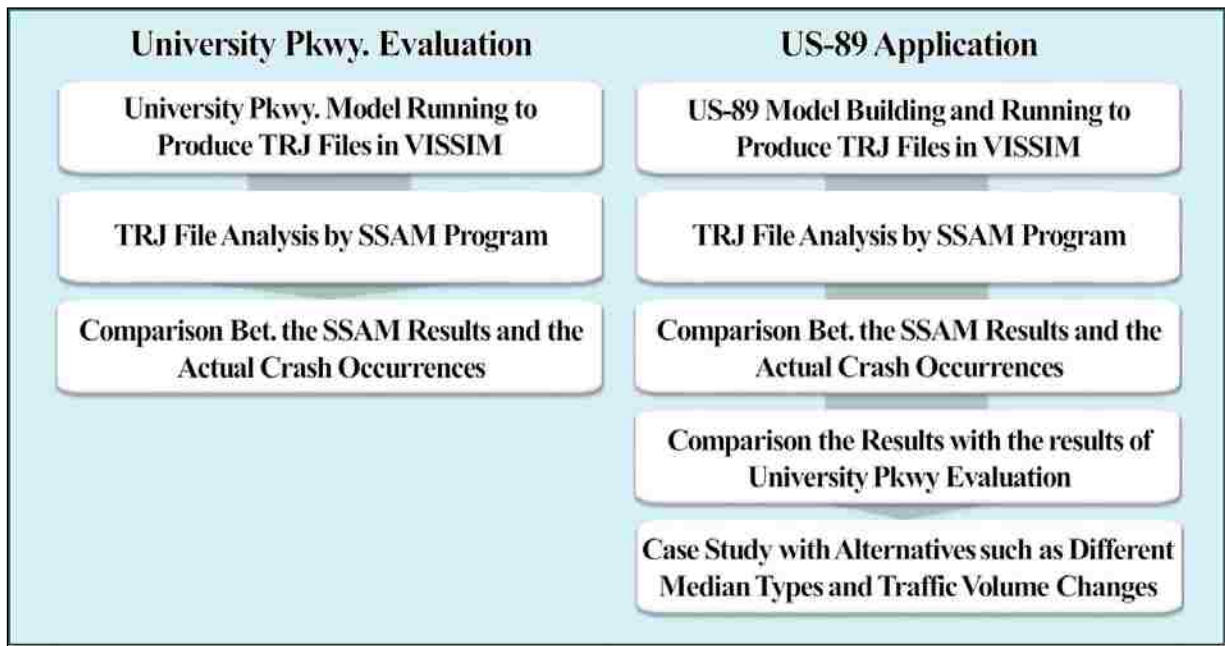 University Pkwy. Evaluation
University Pkwy. Model Running to
Produce TRJ Files in VISSIM
TRJ File Analysis by SSAM Program
Comparison Bet. the SSAM Results and the
Actual Crash Occurrences
US-89 Application
US-89 Model Building and Running to
Produce TRJ Files in VISSIM
TRJ File Analysis by SSAM Program
Comparison Bet. the SSAM Results and the
Actual Crash Occurrences
Comparison the Results with the results of
University Pkwy Evaluation
Case Study with Alternatives such as Different
Median Types and Traffic Volume Changes